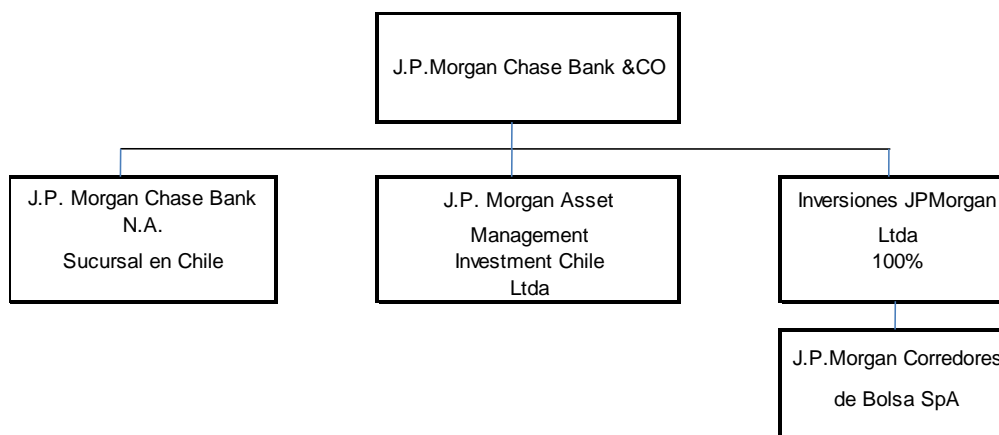 J.P.Morgan Chase Bank &CO
J.P. Morgan Chase Bank
N.A.
Sucursal en Chile
J.P. Morgan Asset
Management
Investment Chile
Ltda
Inversiones JPMorgan
Ltda
100%
J.P.Morgan Corredores
de Bolsa SpA